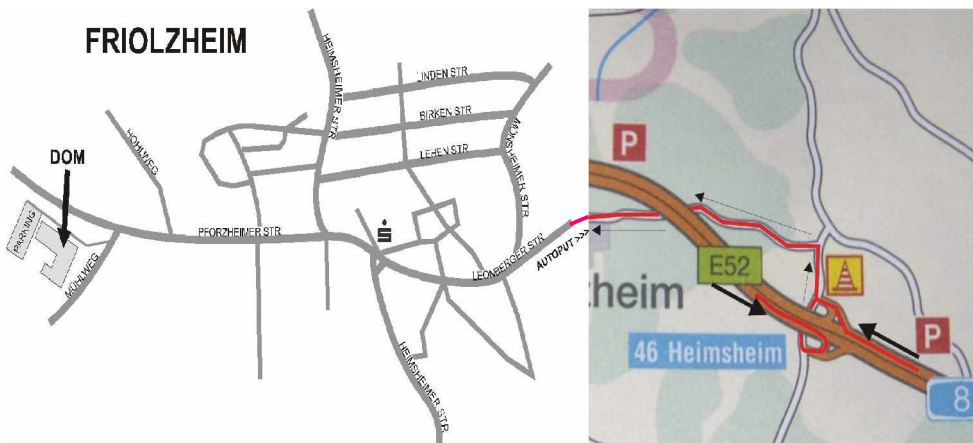 FRIOLZHEIM
HEIMSHEIMER STR
LINDEN STR
BIRKEN STR
LEHEN STR
MÖNSHEIMER STR
HOHLWEG
DOM
PARKING
MÜHLWEG
PFORZHEIMER STR
LEONBERGER STR
AUTOPUT >>>
HEIMSHEIMER STR
P
E52
zheim
46 Heimsheim
P
8